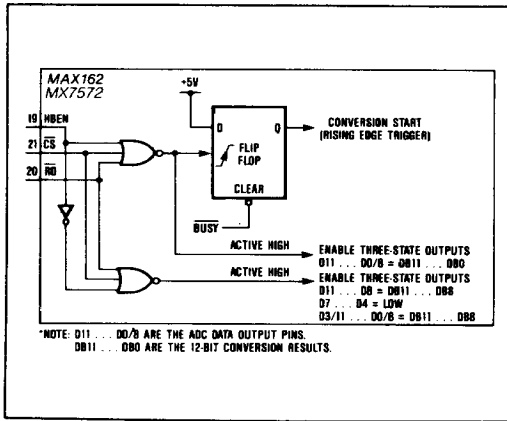 MAX162
MX7572
+5V
19 HBEN
21 CS
20 RD
D Q
FLIP
FLOP
CLEAR
BUSY
CONVERSION START
(RISING EDGE TRIGGER)
ACTIVE HIGH
ENABLE THREE-STATE OUTPUTS
D11 ... D0/8 = DB11 ... DB0
ACTIVE HIGH
ENABLE THREE-STATE OUTPUTS
D11 ... D8 = DB11 ... DB8
D7 ... D4 = LOW
D3/11 ... D0/8 = DB11 ... DB8
*NOTE: D11 ... D0/8 ARE THE ADC DATA OUTPUT PINS.
DB11 ... DB0 ARE THE 12-BIT CONVERSION RESULTS.